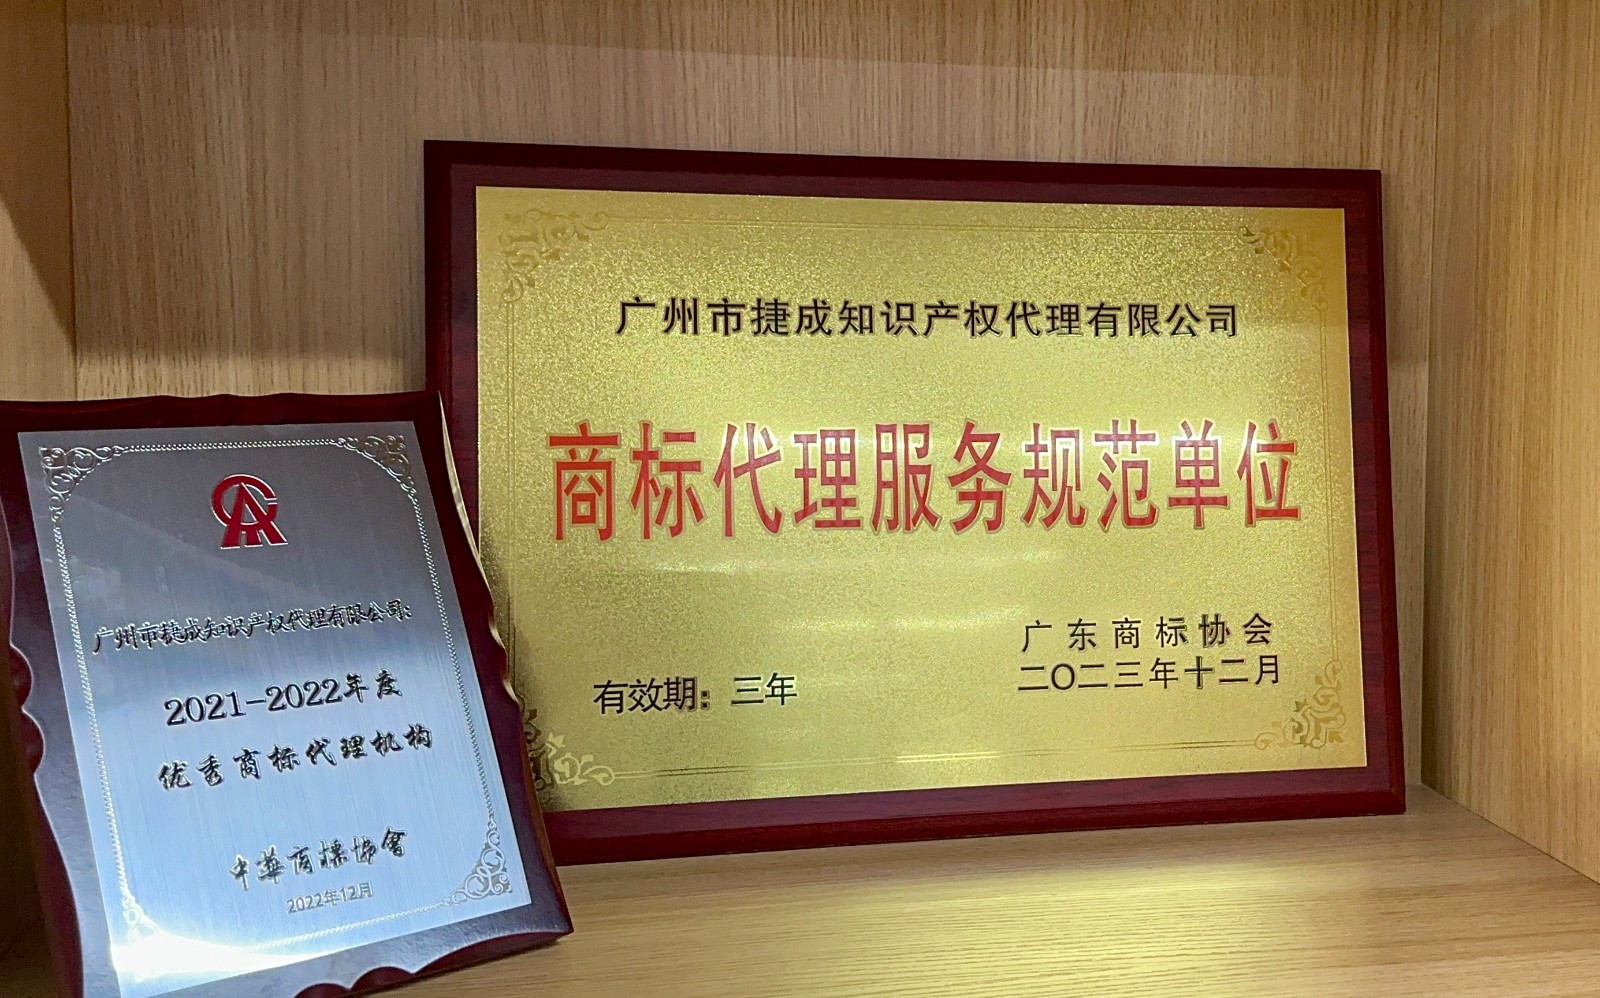 广州市捷成知识产权代理有限公司
商标代理服务规范单位
广东商标协会
有效期：三年
二〇二三年十二月
广州市捷成知识产权代理有限公司：
2021-2022年度
优秀商标代理机构
中華商標協會
2022年12月